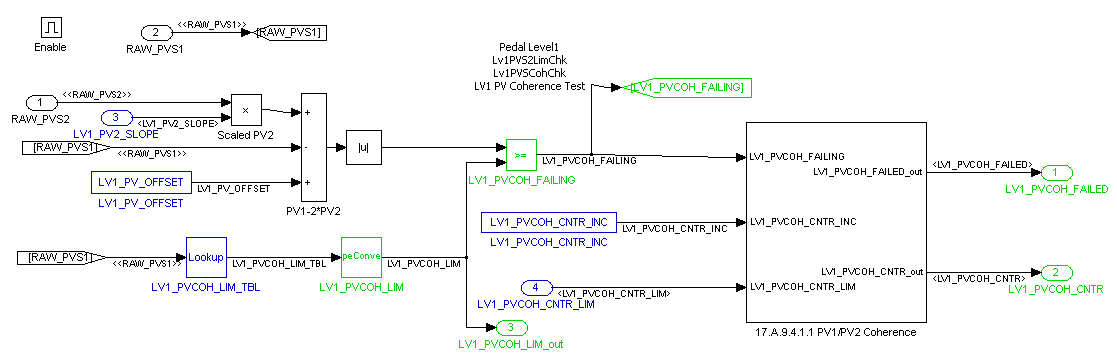 Enable
2
RAW_PVS1
<<RAW_PVS1>>
[RAW_PVS1]
Pedal Level1
Lv1PVS2LimChk
Lv1PVSCohChk
LV1 PV Coherence Test
[LV1_PVCOH_FAILING]
1
RAW_PVS2
<<RAW_PVS2>>
3
LV1_PV2_SLOPE
<LV1_PV2_SLOPE>
×
Scaled PV2
[RAW_PVS1]
<<RAW_PVS1>>
LV1_PV_OFFSET
LV1_PV_OFFSET
LV1_PV_OFFSET
+
-
+
PV1-2*PV2
|u|
>=
LV1_PVCOH_FAILING
LV1_PVCOH_FAILING
[RAW_PVS1]
<<RAW_PVS1>>
Lookup
LV1_PVCOH_LIM_TBL
LV1_PVCOH_LIM_TBL
peConve
LV1_PVCOH_LIM
LV1_PVCOH_LIM
3
LV1_PVCOH_LIM_out
LV1_PVCOH_CNTR_INC
LV1_PVCOH_CNTR_INC
LV1_PVCOH_CNTR_INC
4
LV1_PVCOH_CNTR_LIM
<LV1_PVCOH_CNTR_LIM>
LV1_PVCOH_FAILING
LV1_PVCOH_CNTR_INC
LV1_PVCOH_CNTR_LIM
LV1_PVCOH_FAILED_out
LV1_PVCOH_CNTR_out
17.A.9.4.1.1 PV1/PV2 Coherence
<LV1_PVCOH_FAILED>
1
LV1_PVCOH_FAILED
<LV1_PVCOH_CNTR>
2
LV1_PVCOH_CNTR